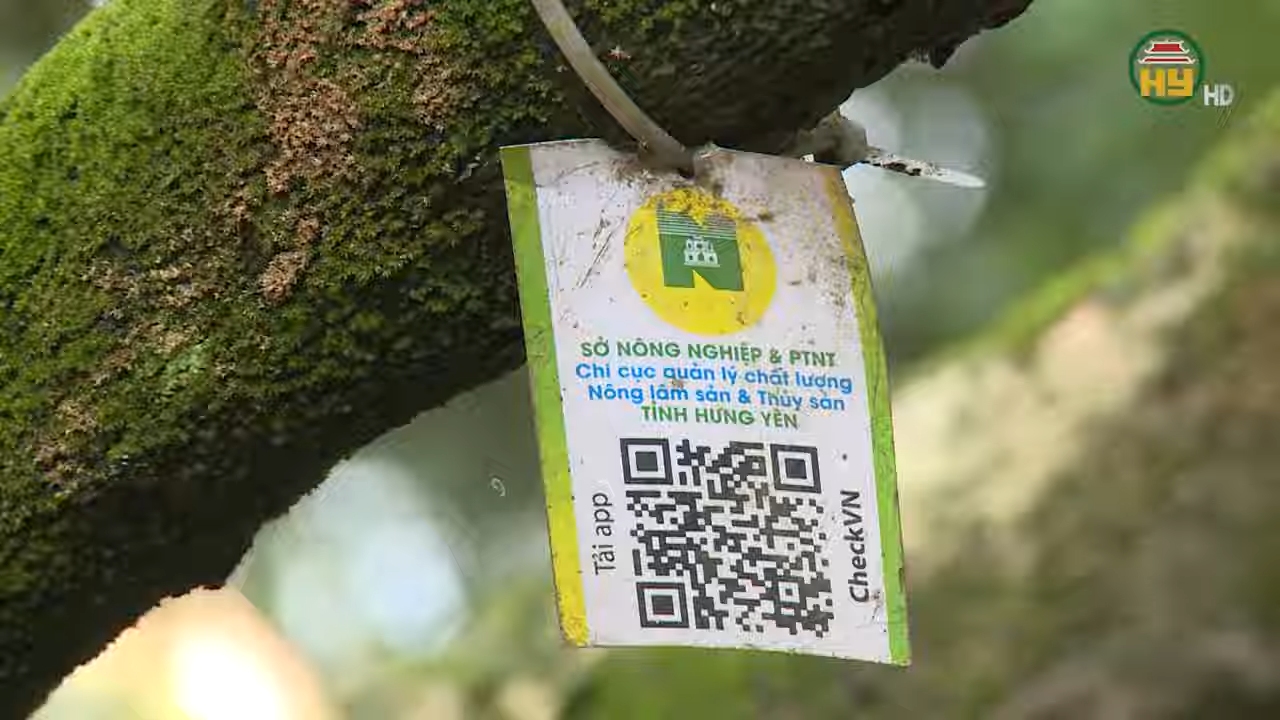 HY HD
SỞ NÔNG NGHIỆP & PTNT
Chi cục quản lý chất lượng
Nông lâm sản & Thủy sản
TỈNH HƯNG YÊN
Tải app
CheckVN